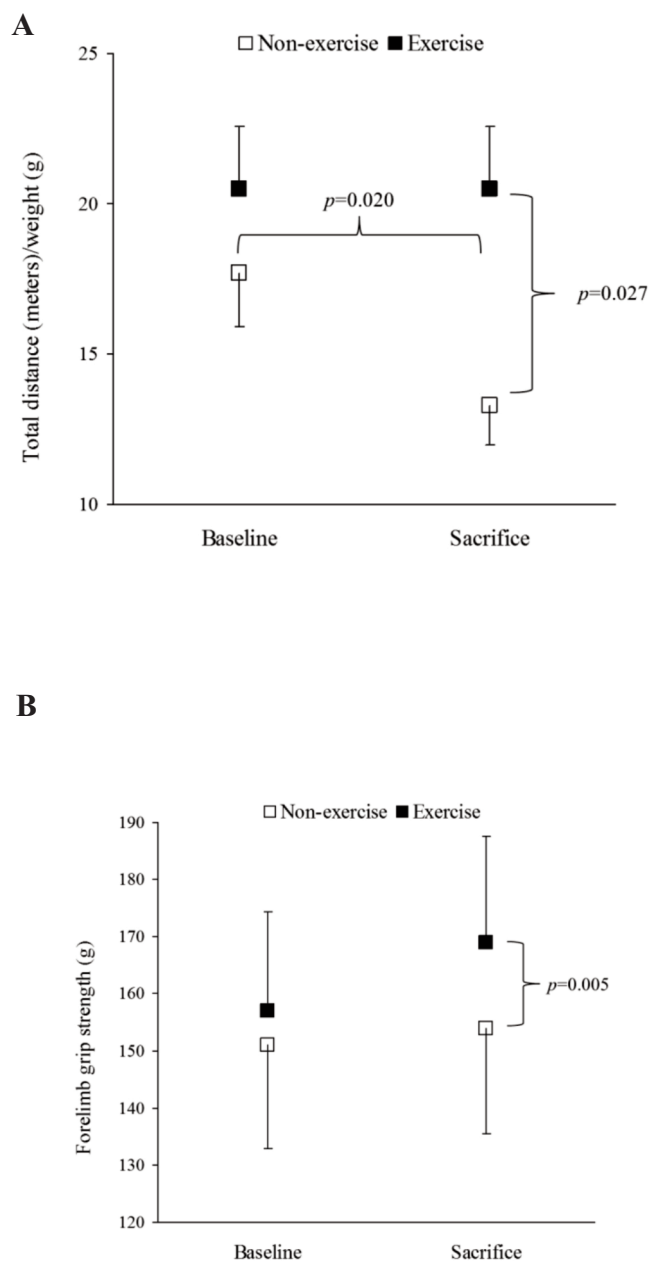 A
Non-exercise Exercise
25
20
15
10
Total distance (meters)/weight (g)
p=0.020
p=0.027
Baseline Sacrifice
B
Non-exercise Exercise
190
180
170
160
150
140
130
120
Forelimb grip strength (g)
p=0.005
Baseline Sacrifice